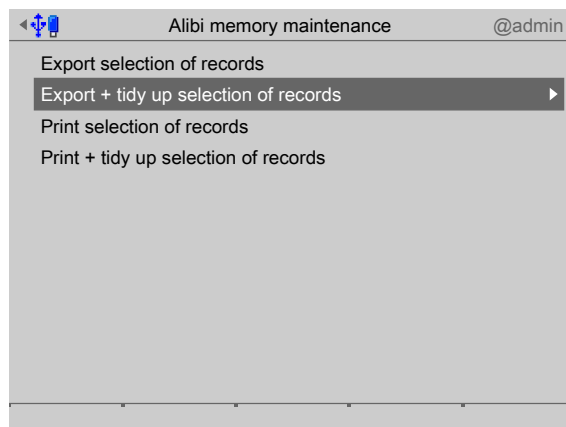 Alibi memory maintenance @admin
Export selection of records
Export + tidy up selection of records
Print selection of records
Print + tidy up selection of records